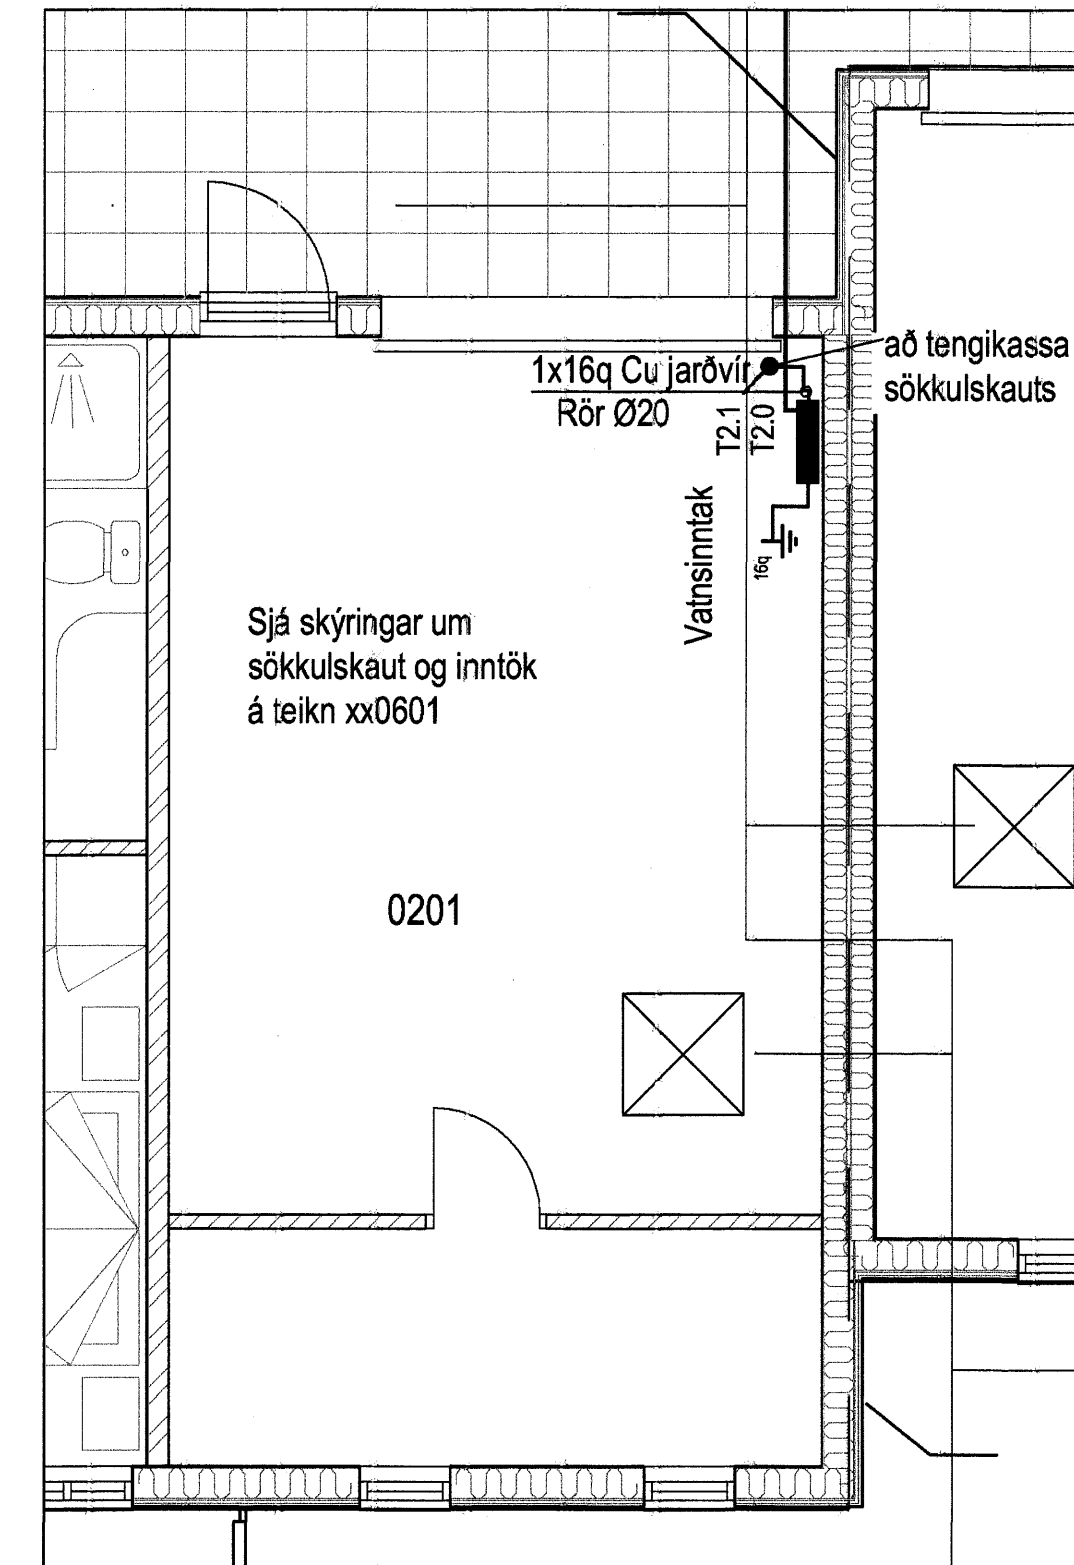 1x16q Cu jarðvír
Rör Ø20
að tengikassa
sökkulskauts
T2.1
T2.0
Vatnsinntak
16q
Sjá skýringar um
sökkulskaut og inntök
á teikn xx0601
0201